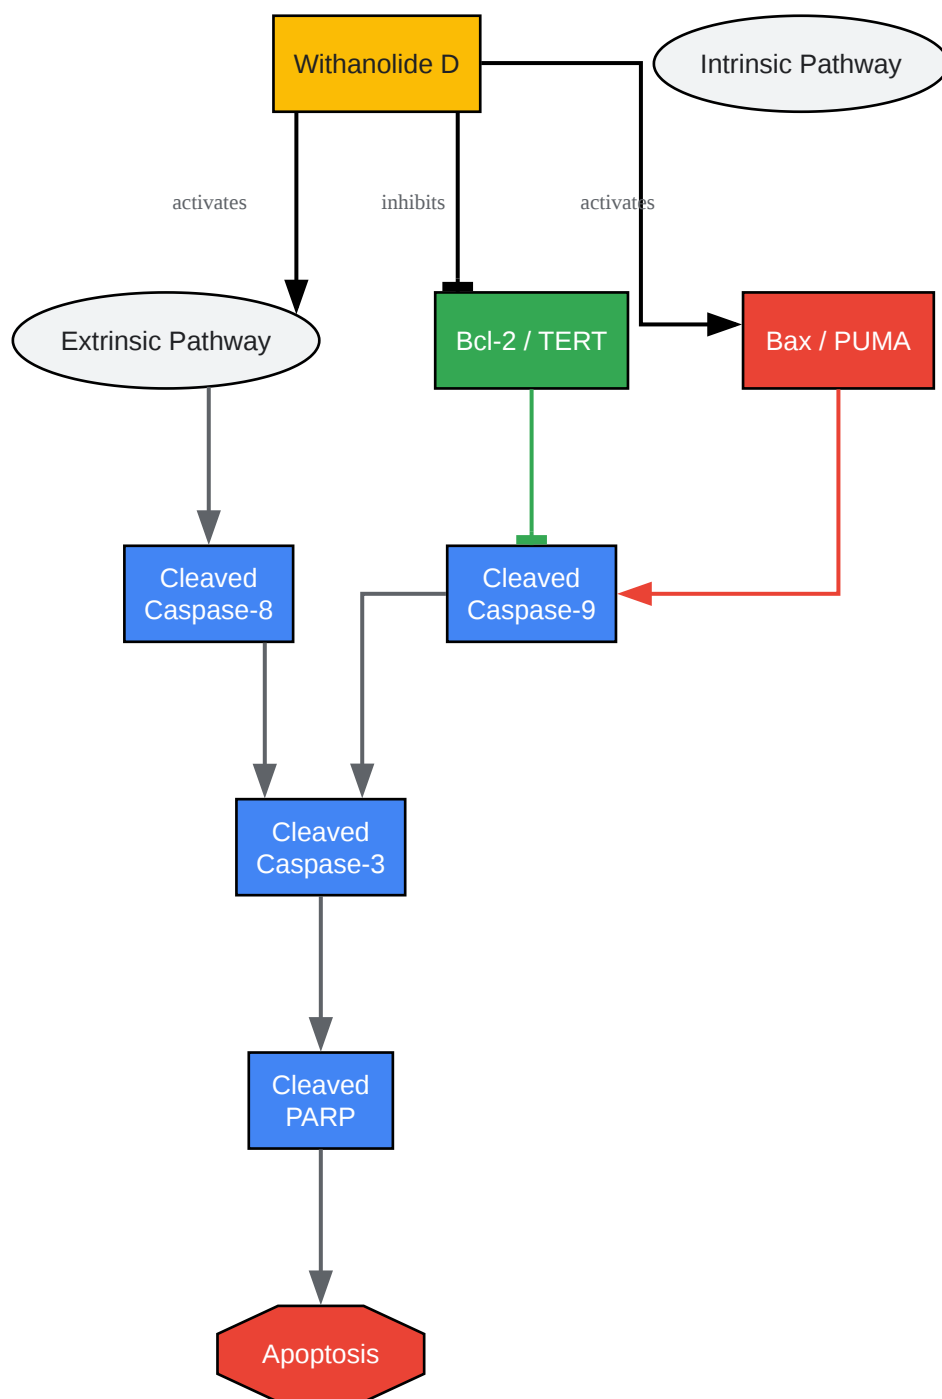 Withanolide D
Intrinsic Pathway
activates
inhibits
activates
Extrinsic Pathway
Bcl-2 / TERT
Bax / PUMA
Cleaved
Caspase-8
Cleaved
Caspase-9
Cleaved
Caspase-3
Cleaved
PARP
Apoptosis